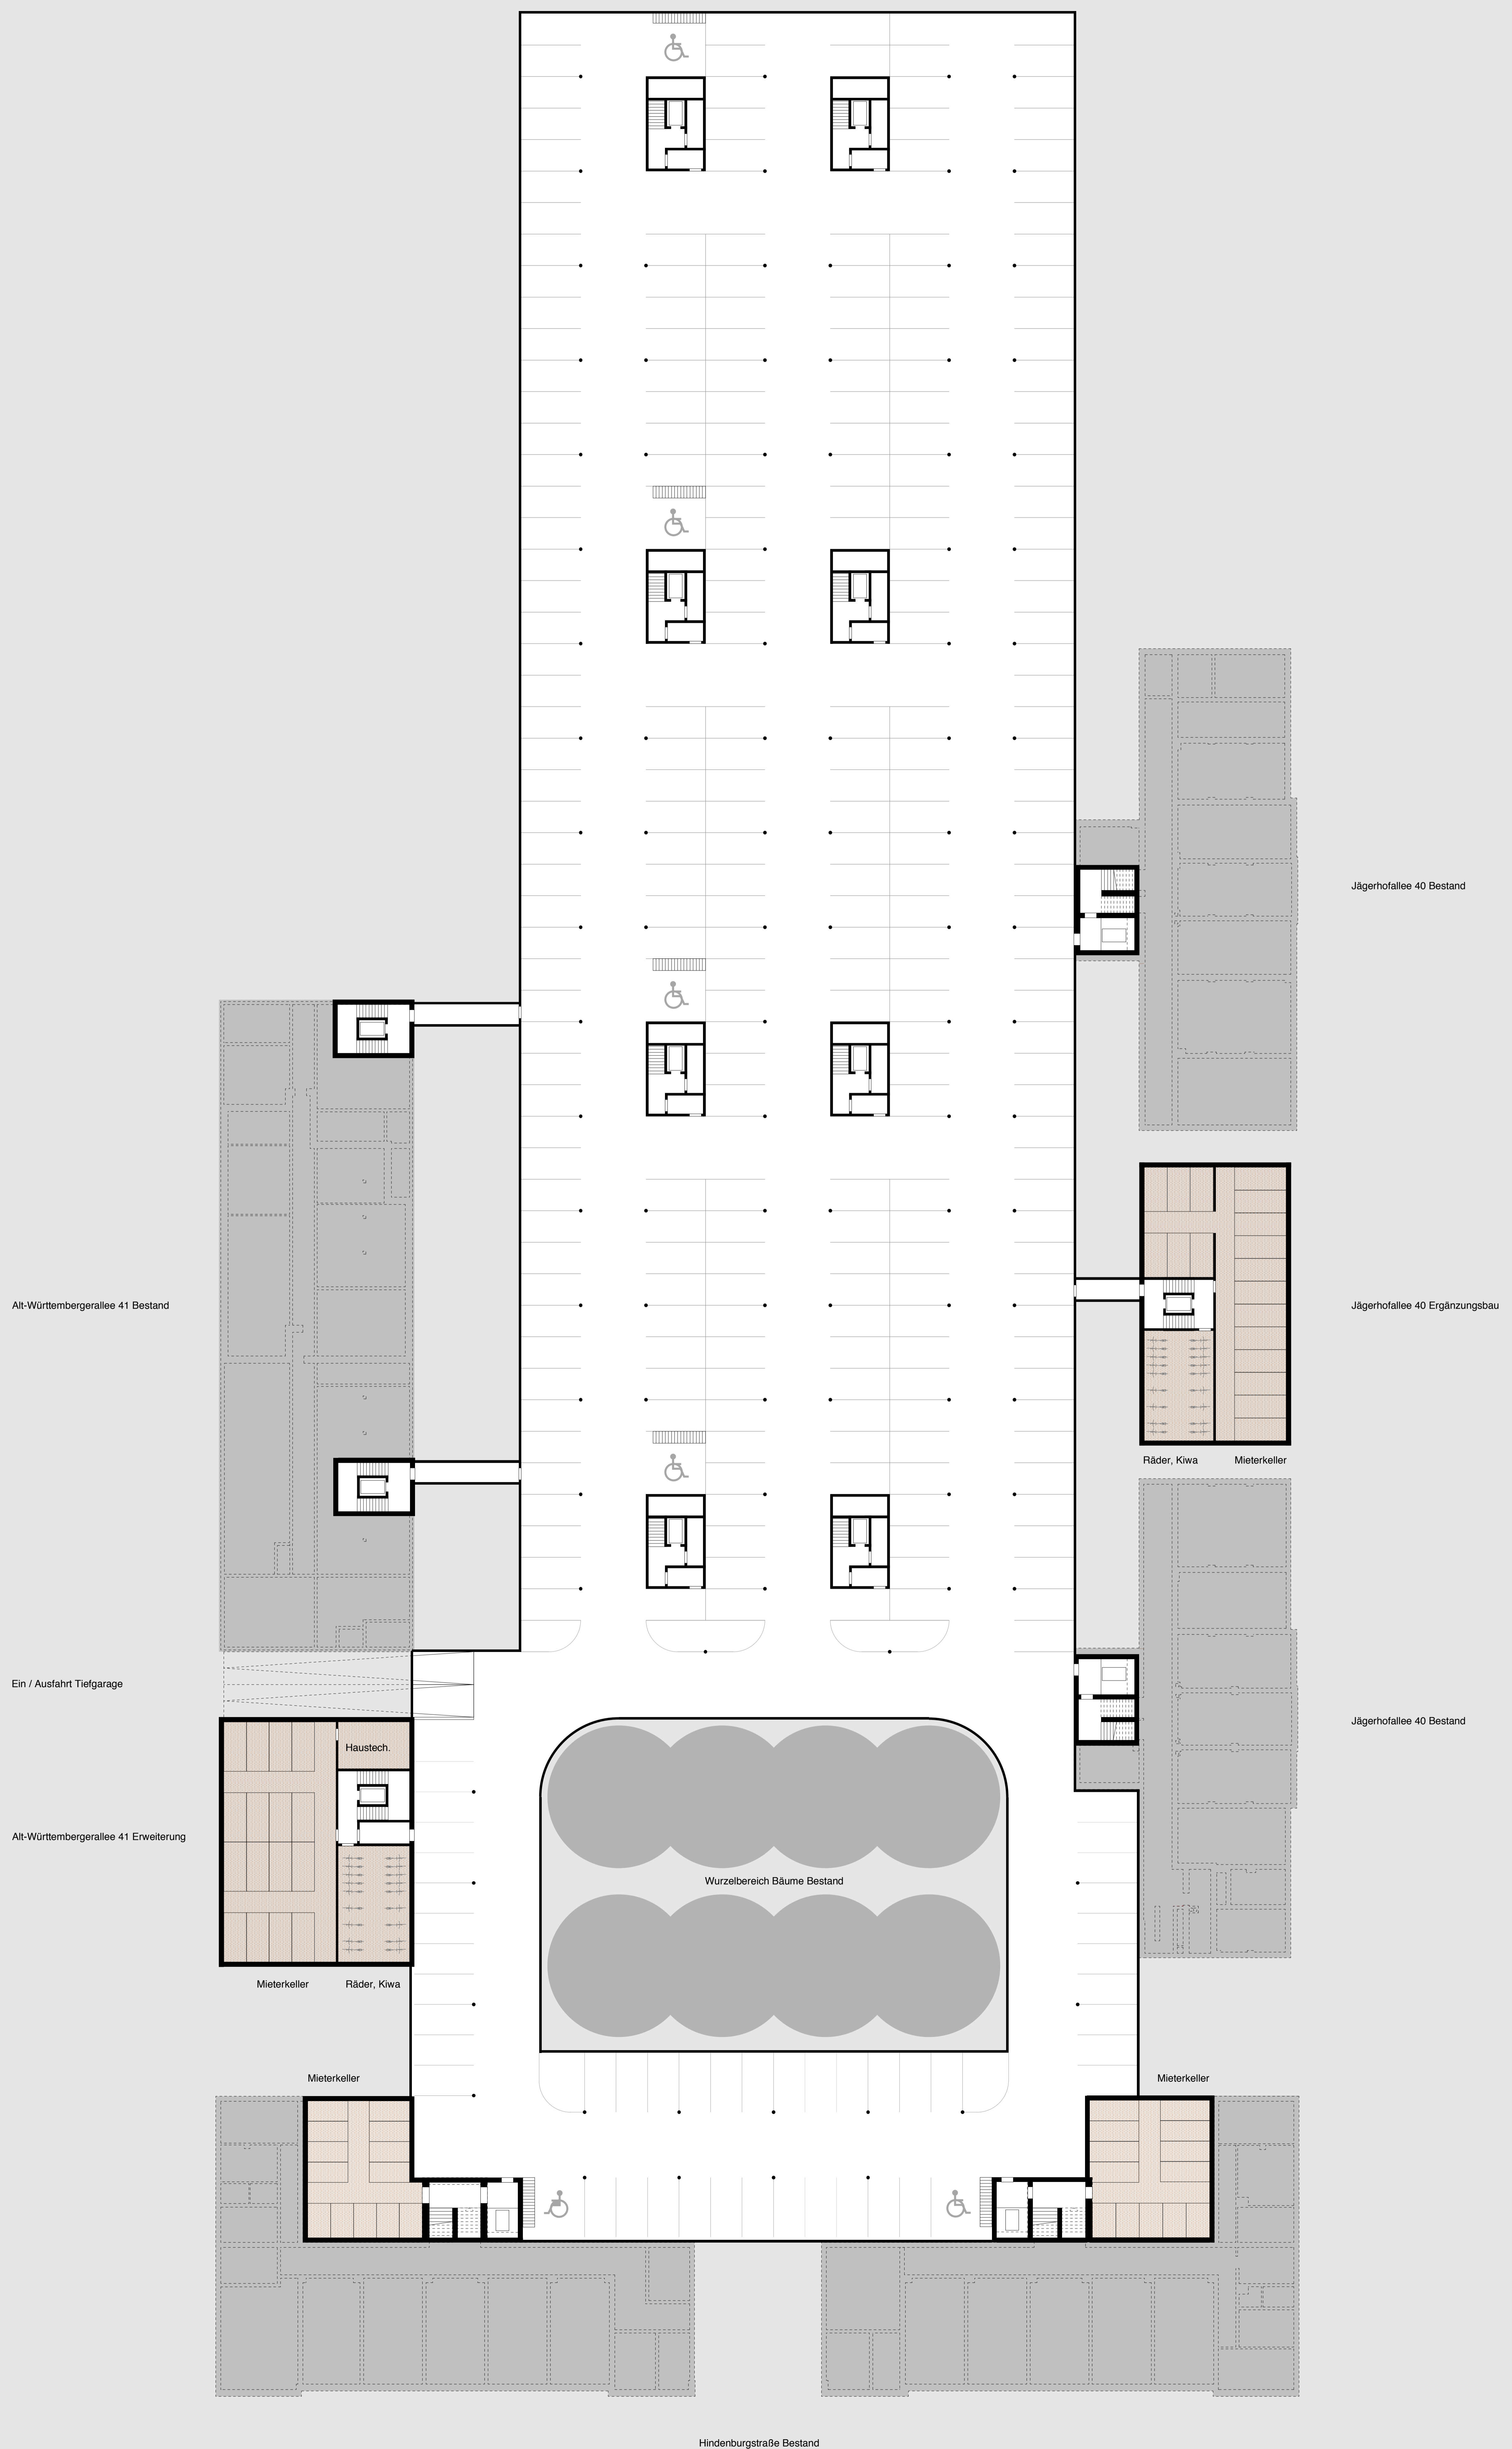 Jägerhofallee 40 Bestand
Alt-Württembergerallee 41 Bestand
Jägerhofallee 40 Ergänzungsbau
Räder, Kiwa
Mieterkeller
Ein / Ausfahrt Tiefgarage
Jägerhofallee 40 Bestand
Haustech.
Alt-Württembergerallee 41 Erweiterung
Wurzelbereich Bäume Bestand
Mieterkeller
Räder, Kiwa
Mieterkeller
Mieterkeller
Hindenburgstraße Bestand